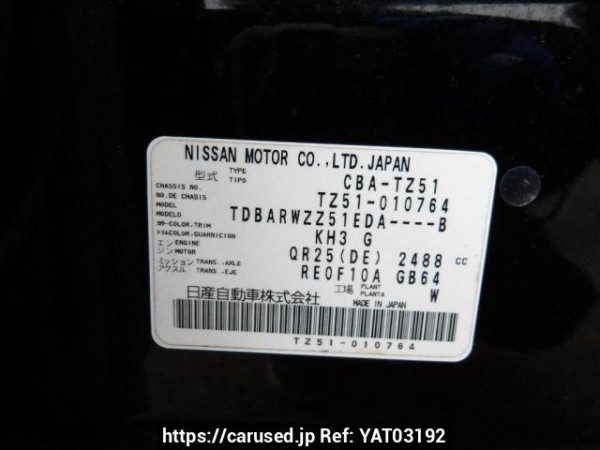 NISSAN MOTOR CO.,LTD.JAPAN
型式 TYPE TIPO CBA-TZ51
CHASSIS NO. NO.DE CHASSIS TZ51-010764
MODEL MODELO TDBARWZZ51EDA----B
COLOR,TRIM COLOR,GUARNICION KH3 G
エンジン ENGINE MOTOR QR25(DE) 2488 cc
ミッション TRANS.,AXLE アクスル TRANS.,EJE RE0F10A GB64
工場 PLANT PLANTA W
日産自動車株式会社 MADE IN JAPAN
TZ51-010764
https://carused.jp Ref: YAT03192